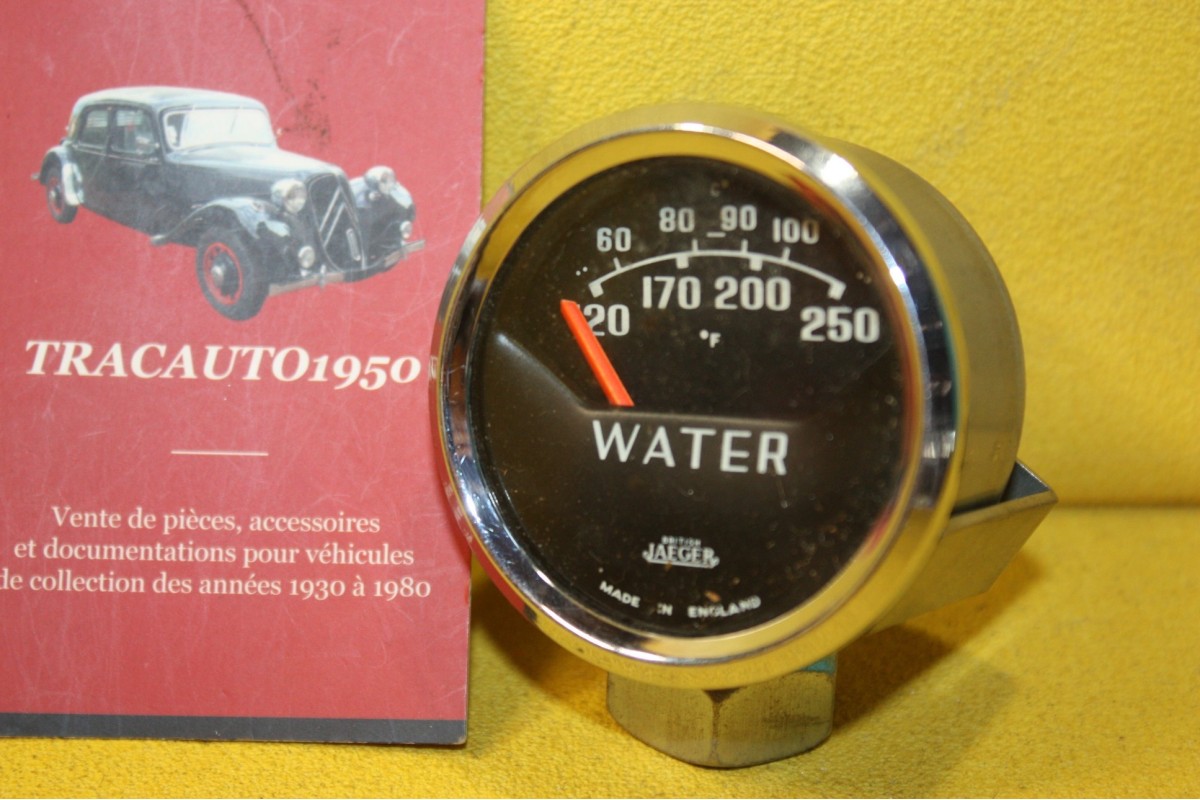 TRACAUTO1950
Vente de pièces, accessoires
et documentations pour véhicules
de collection des années 1930 à 1980
60 80 90 100
170 200
20 250
°F
WATER
BRITISH
JAEGER
MADE IN ENGLAND